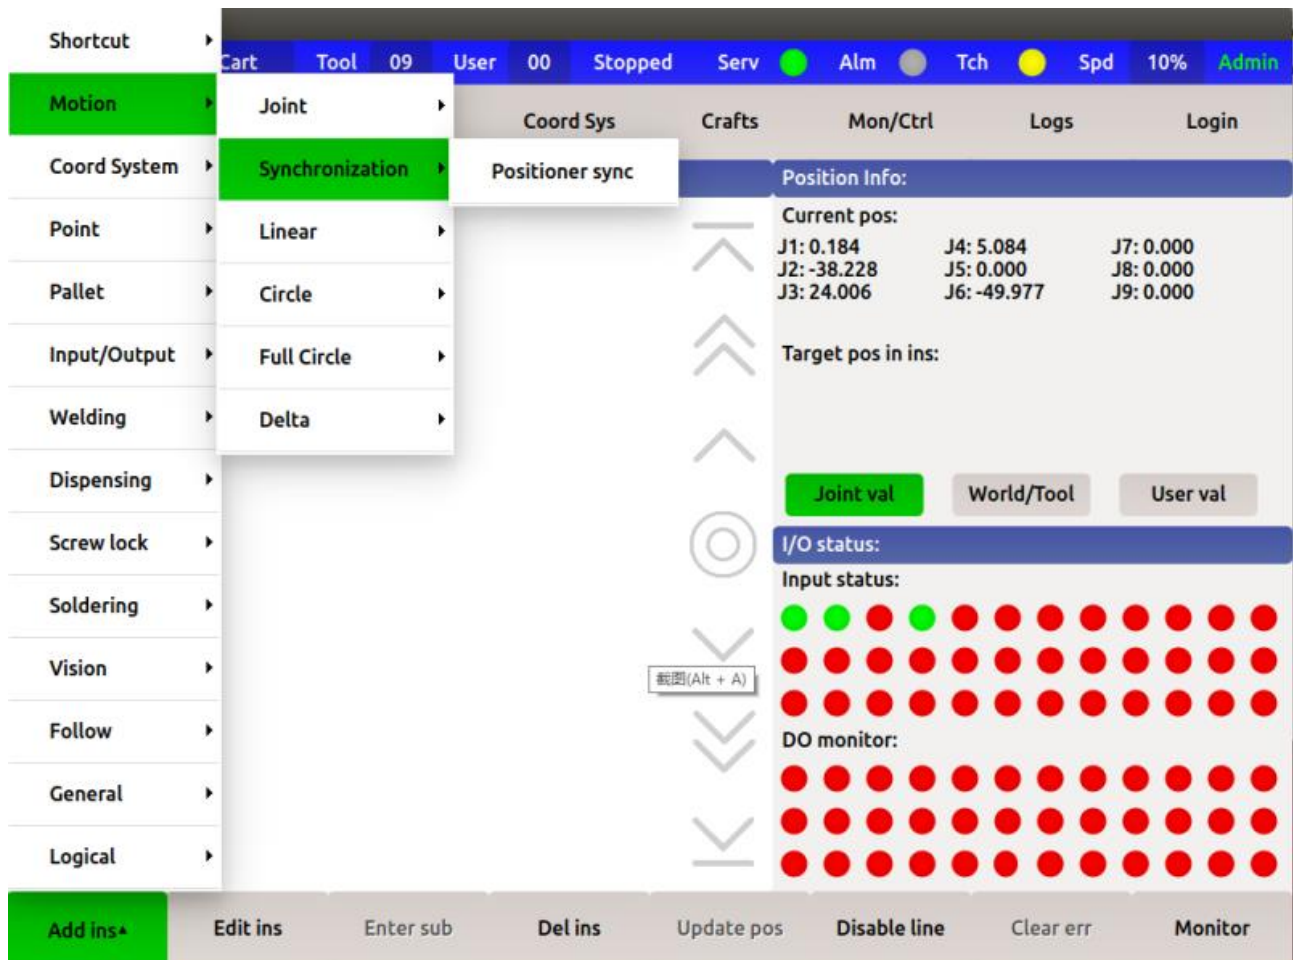 Shortcut
Motion
Coord System
Point
Pallet
Input/Output
Welding
Dispensing
Screw lock
Soldering
Vision
Follow
General
Logical
Joint
Synchronization
Linear
Circle
Full Circle
Delta
Positioner sync
Cart Tool 09 User 00 Stopped Serv Alm Tch Spd 10% Admin
Coord Sys Crafts Mon/Ctrl Logs Login
Position Info:
Current pos:
J1: 0.184 J4: 5.084 J7: 0.000
J2: -38.228 J5: 0.000 J8: 0.000
J3: 24.006 J6: -49.977 J9: 0.000
Target pos in ins:
Joint val World/Tool User val
I/O status:
Input status:
截图(Alt + A)
DO monitor:
Add ins Edit ins Enter sub Del ins Update pos Disable line Clear err Monitor